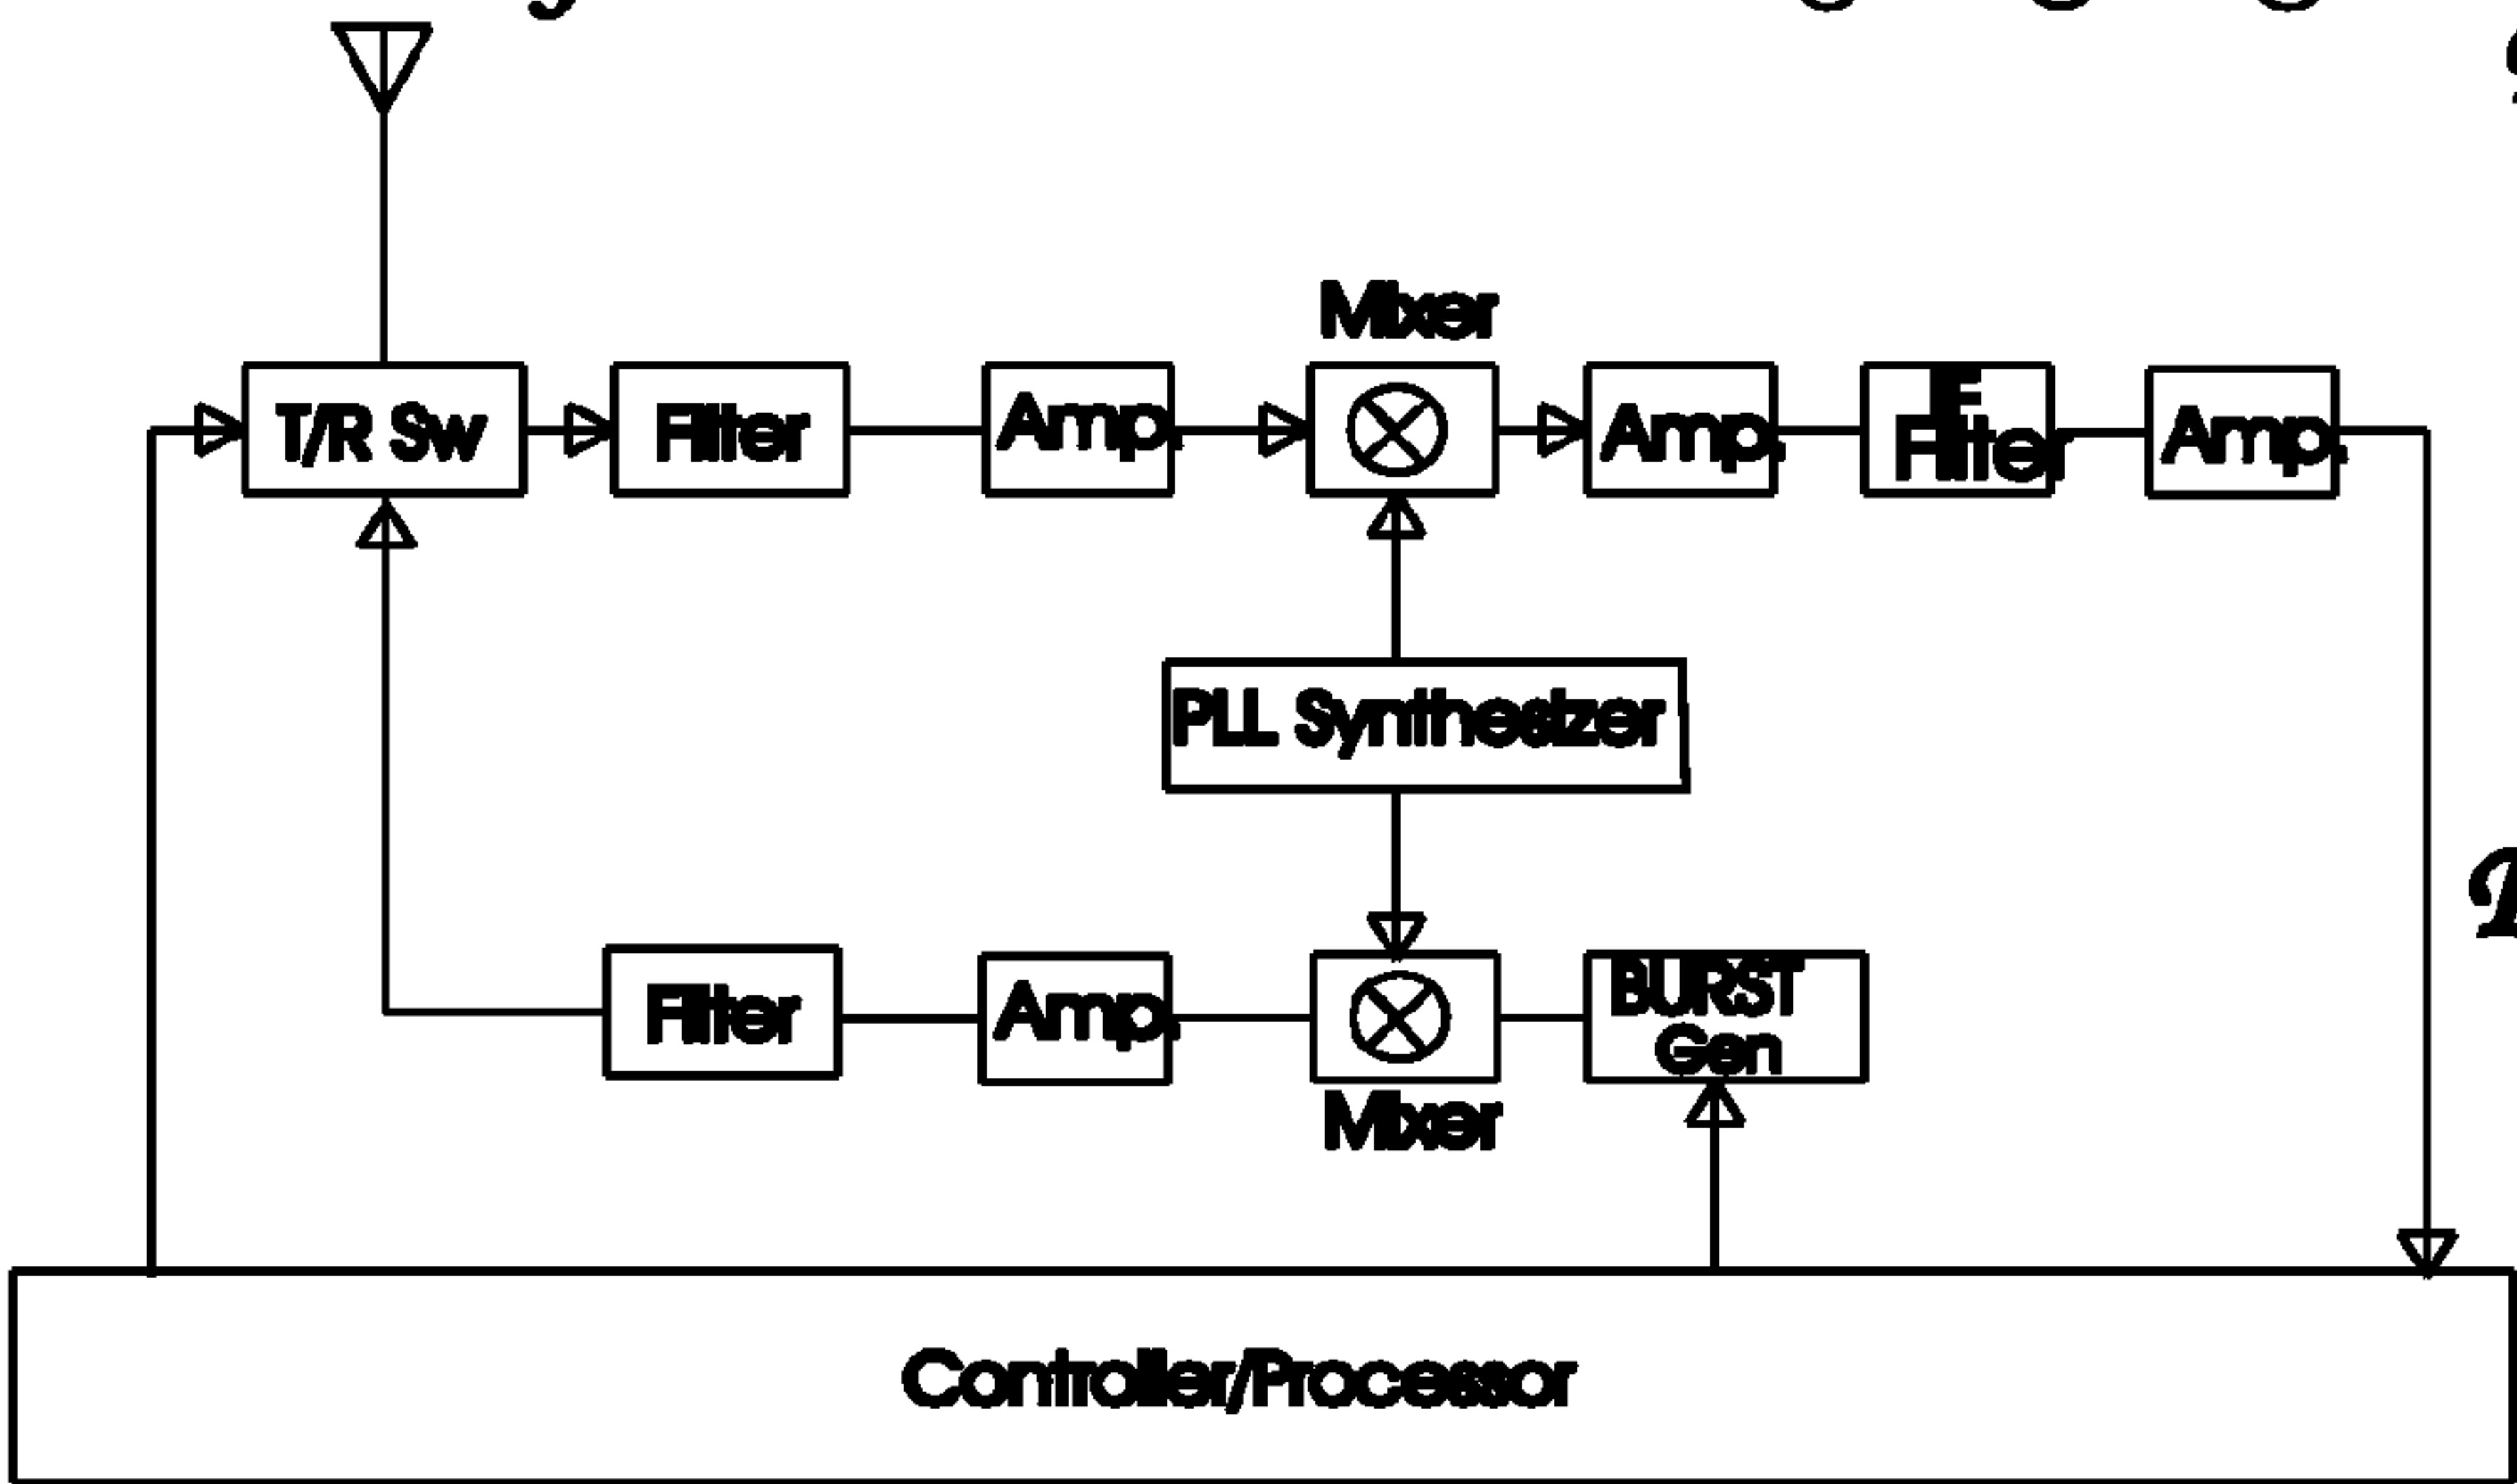 Mixer
T/R Sw
Filter
Amp.
Amp.
IF
Filter
Amp.
PLL Synthesizer
Filter
Amp.
BURST
Gen
Mixer
Controller/Processor